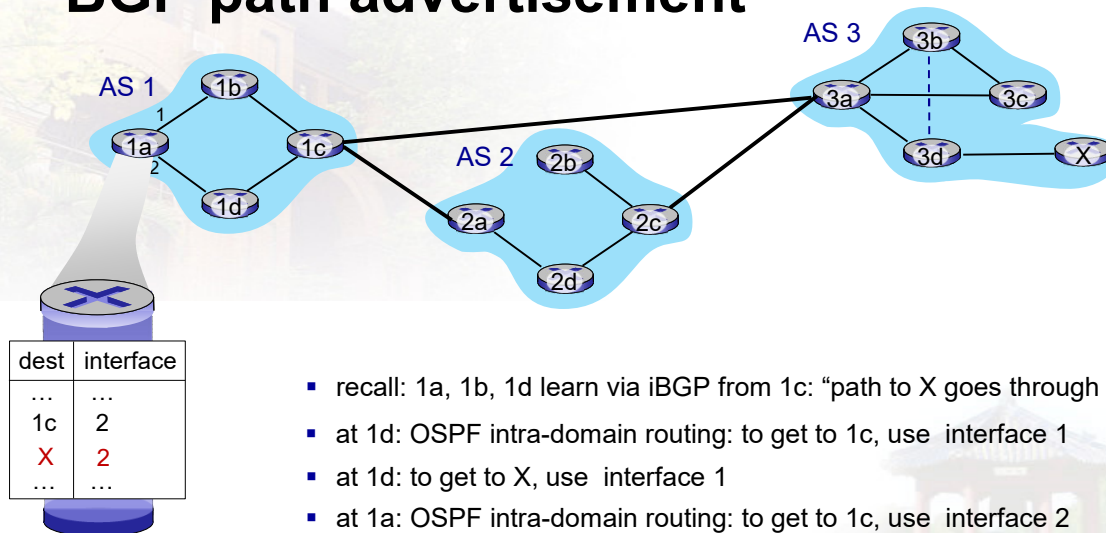 BGP path advertisement
AS 3
3b
AS 1
1b
3a
3c
1
1a
1c
AS 2
2b
3d
X
2
1d
2a
2c
2d
dest interface
… …
1c 2
X 2
… …
▪ recall: 1a, 1b, 1d learn via iBGP from 1c: “path to X goes through
▪ at 1d: OSPF intra-domain routing: to get to 1c, use interface 1
▪ at 1d: to get to X, use interface 1
▪ at 1a: OSPF intra-domain routing: to get to 1c, use interface 2